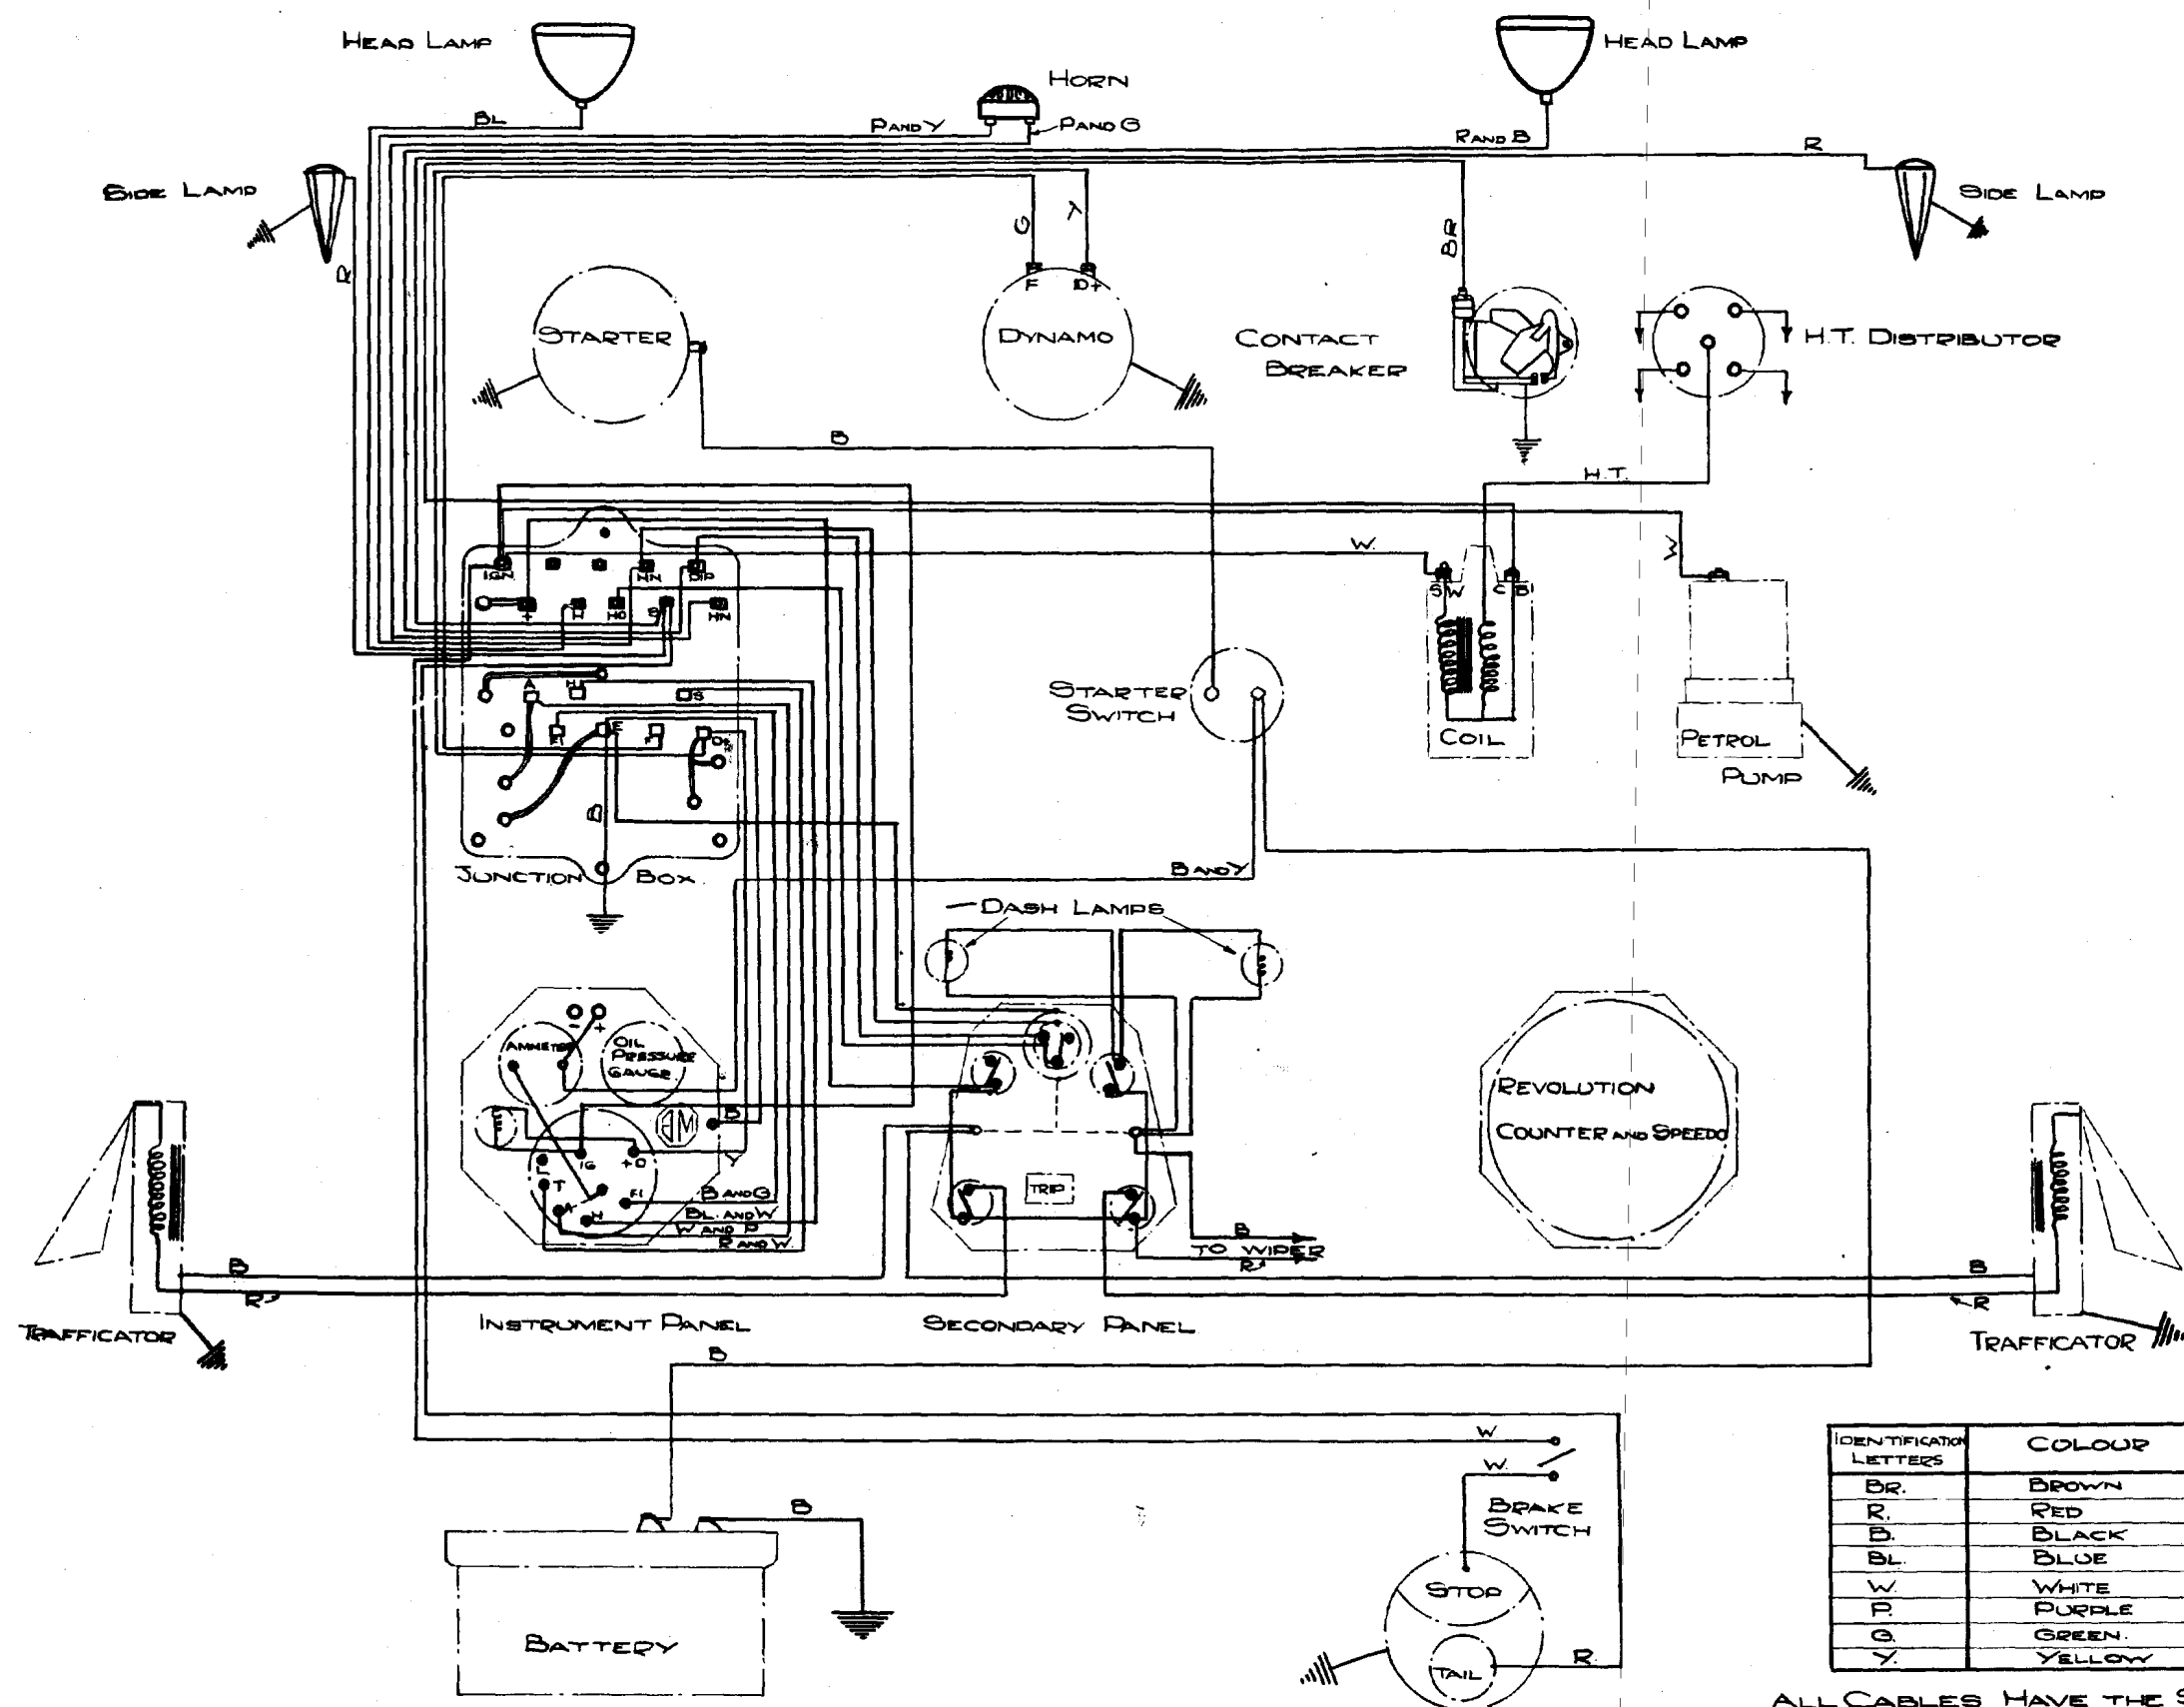 HEAD LAMP
HORN
HEAD LAMP
BL
P AND Y
P AND G
R AND B
R
SIDE LAMP
SIDE LAMP
R
G
Y
BR
F
D+
STARTER
DYNAMO
CONTACT
BREAKER
H.T. DISTRIBUTOR
B
H.T.
W.
W
IGN
NN
DIP
+
H
HD
S
HN
SW
CB
A
H
S
STARTER
SWITCH
F1
E
F
D+
COIL
PETROL
PUMP
B
JUNCTION BOX
B AND Y
DASH LAMPS
- +
AMMETER
OIL
PRESSURE
GAUGE
REVOLUTION
COUNTER AND SPEEDO
B
L
IG
+D
Y
T
A
H
F1
B AND G
BL. AND W
W AND P
R AND W.
TRIP
B
TO WIPER
R
B
R
B
R
TRAFFICATOR
INSTRUMENT PANEL
SECONDARY PANEL
TRAFFICATOR
B
W
W.
BRAKE
SWITCH
B
BATTERY
STOP
TAIL
R
IDENTIFICATION LETTERS COLOUR
BR. BROWN
R. RED
B. BLACK
BL. BLUE
W. WHITE
P. PURPLE
G. GREEN.
Y. YELLOW
ALL CABLES HAVE THE S